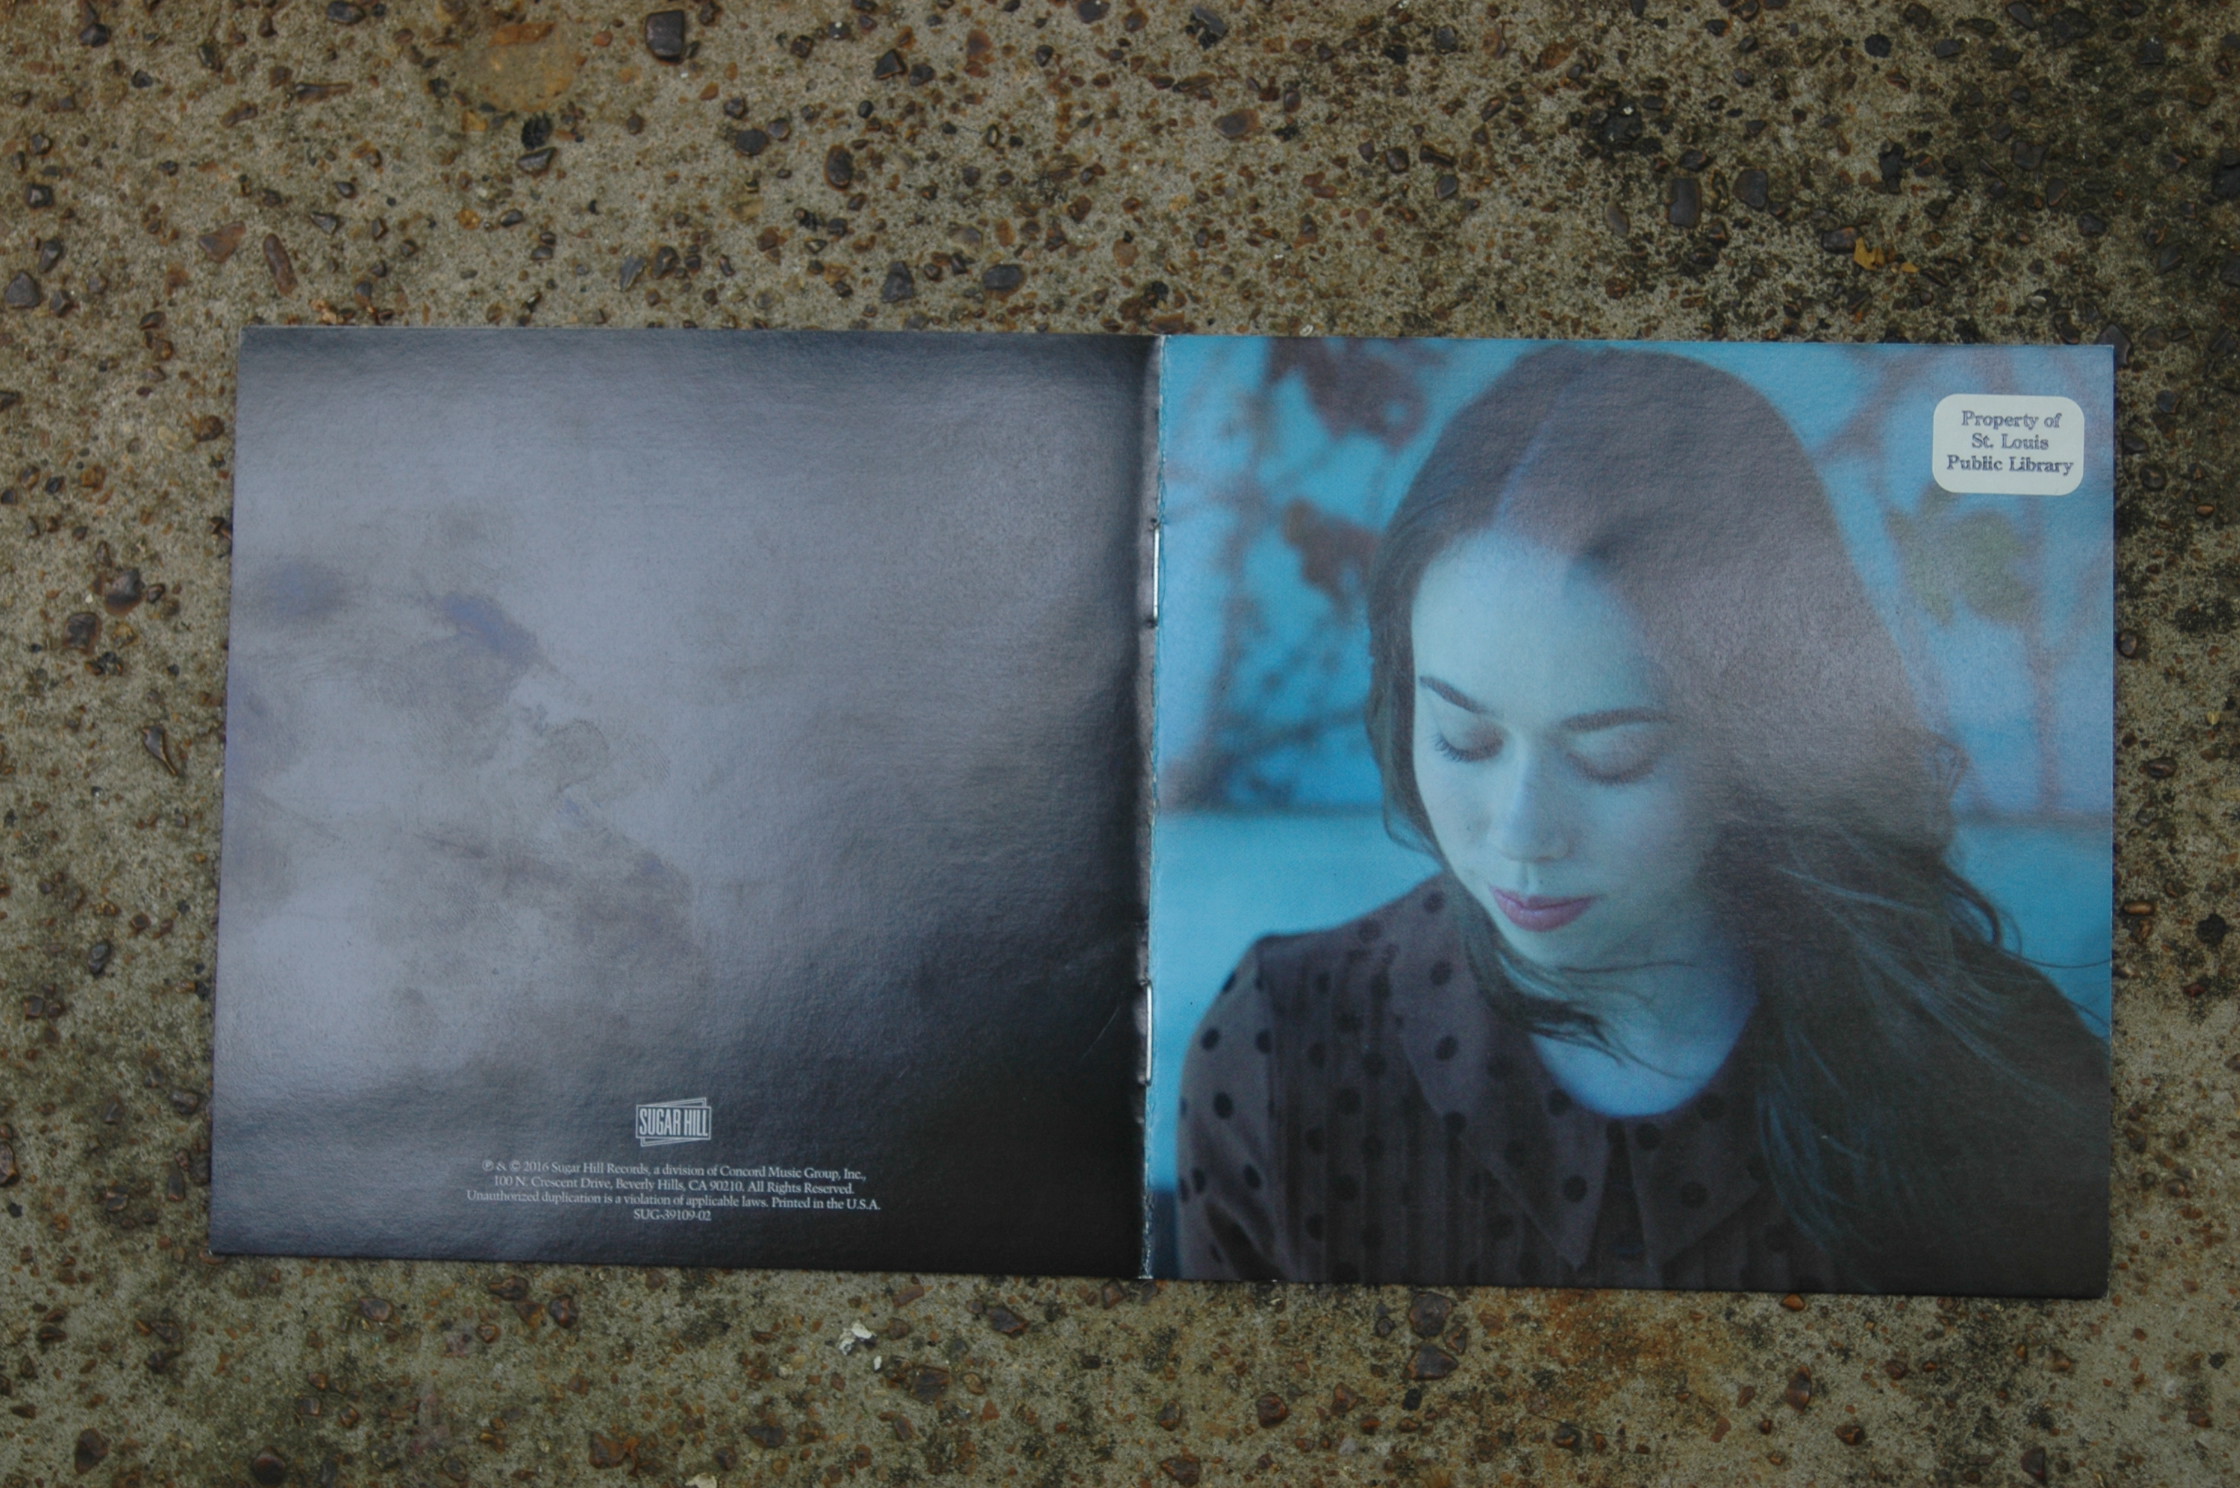 Property of
St. Louis
Public Library
SUGAR HILL
℗ & © 2016 Sugar Hill Records, a division of Concord Music Group, Inc.,
100 N. Crescent Drive, Beverly Hills, CA 90210. All Rights Reserved.
Unauthorized duplication is a violation of applicable laws. Printed in the U.S.A.
SUG-39109-02